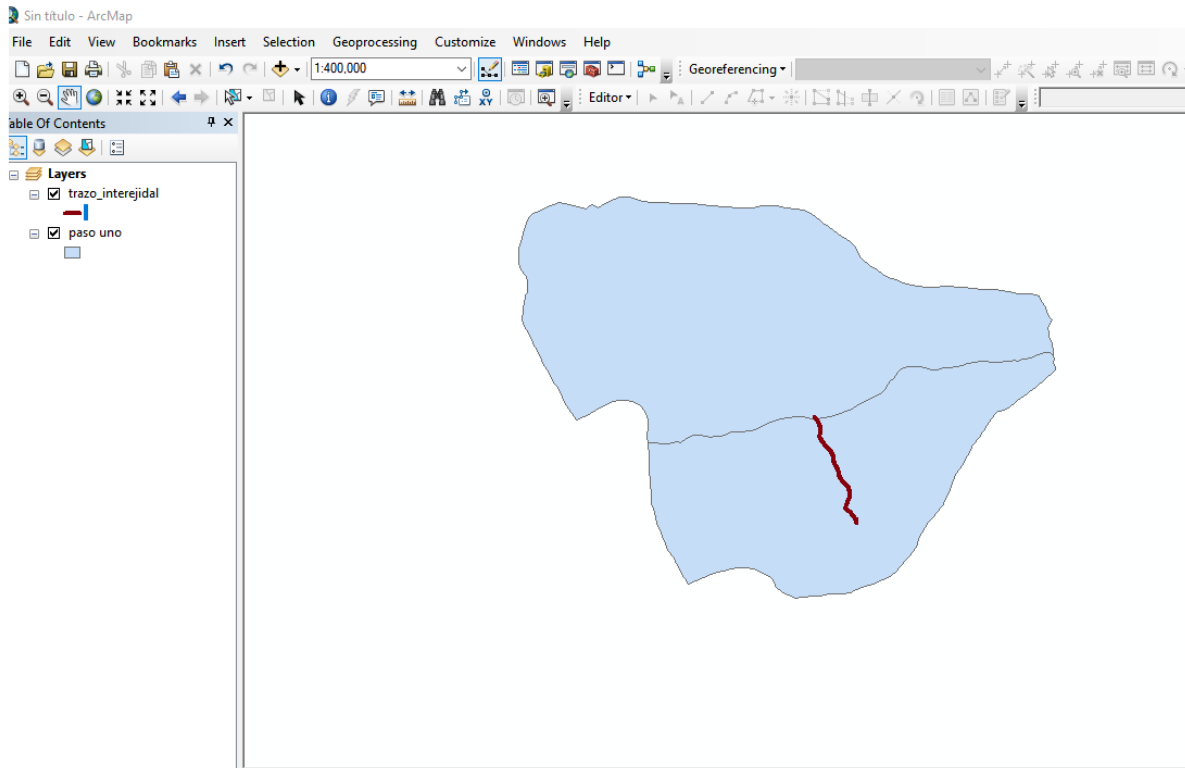 Sin título - ArcMap
File Edit View Bookmarks Insert Selection Geoprocessing Customize Windows Help
1:400,000 Georeferencing
Editor
able Of Contents
Layers
trazo_interejidal
paso uno